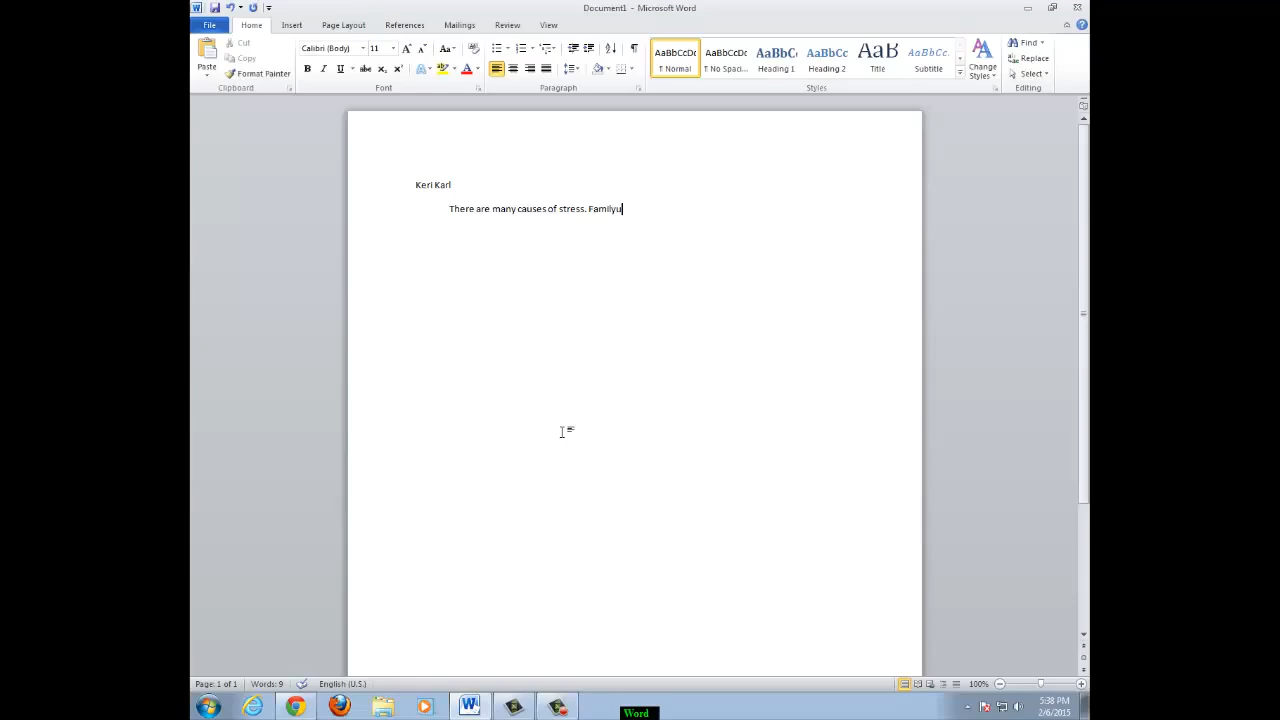 Document1 - Microsoft Word
File Home Insert Page Layout References Mailings Review View
Paste
Cut
Copy
Format Painter
Clipboard
Calibri (Body) 11
Font
Paragraph
AaBbCcDc AaBbCcDc AaBbC AaBbCc AaB AaBbCc.
¶ Normal ¶ No Spaci... Heading 1 Heading 2 Title Subtitle
Change Styles
Styles
Find
Replace
Select
Editing
Keri Karl
There are many causes of stress. Familyu
Page: 1 of 1 Words: 9 English (U.S.) 100%
Word
5:38 PM
2/6/2015